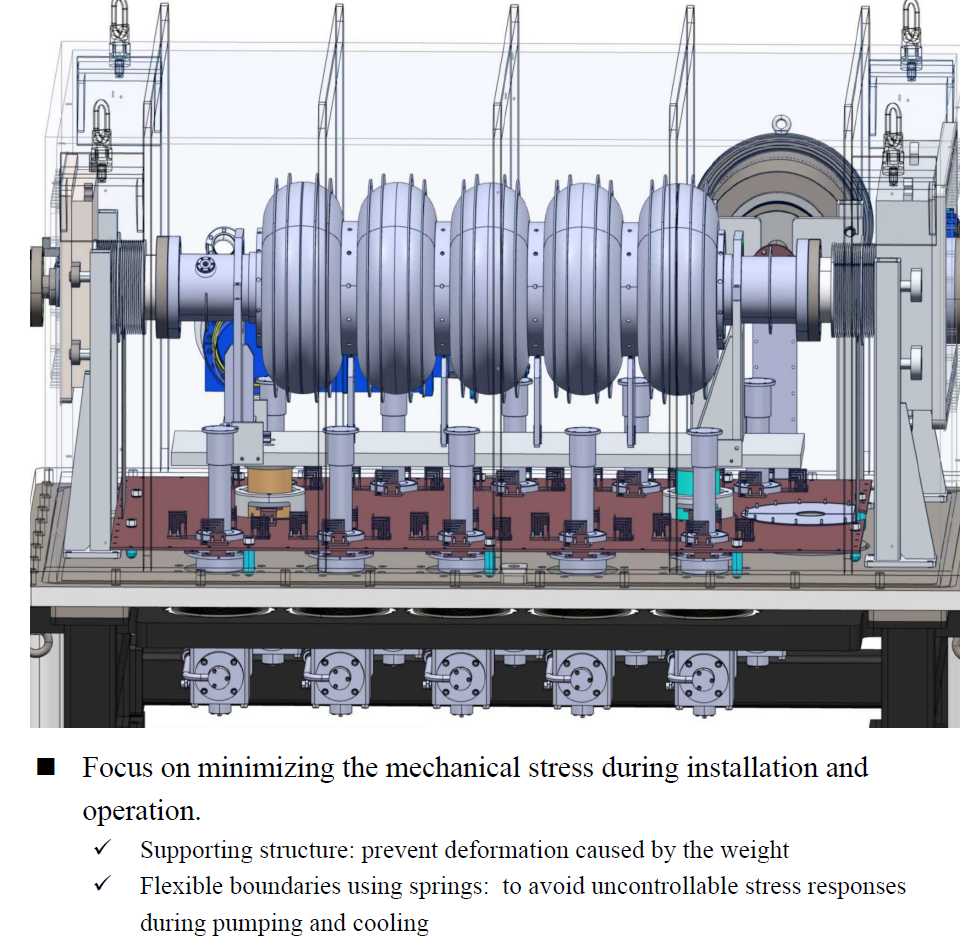 Focus on minimizing the mechanical stress during installation and
operation.
Supporting structure: prevent deformation caused by the weight
Flexible boundaries using springs:  to avoid uncontrollable stress responses
during pumping and cooling